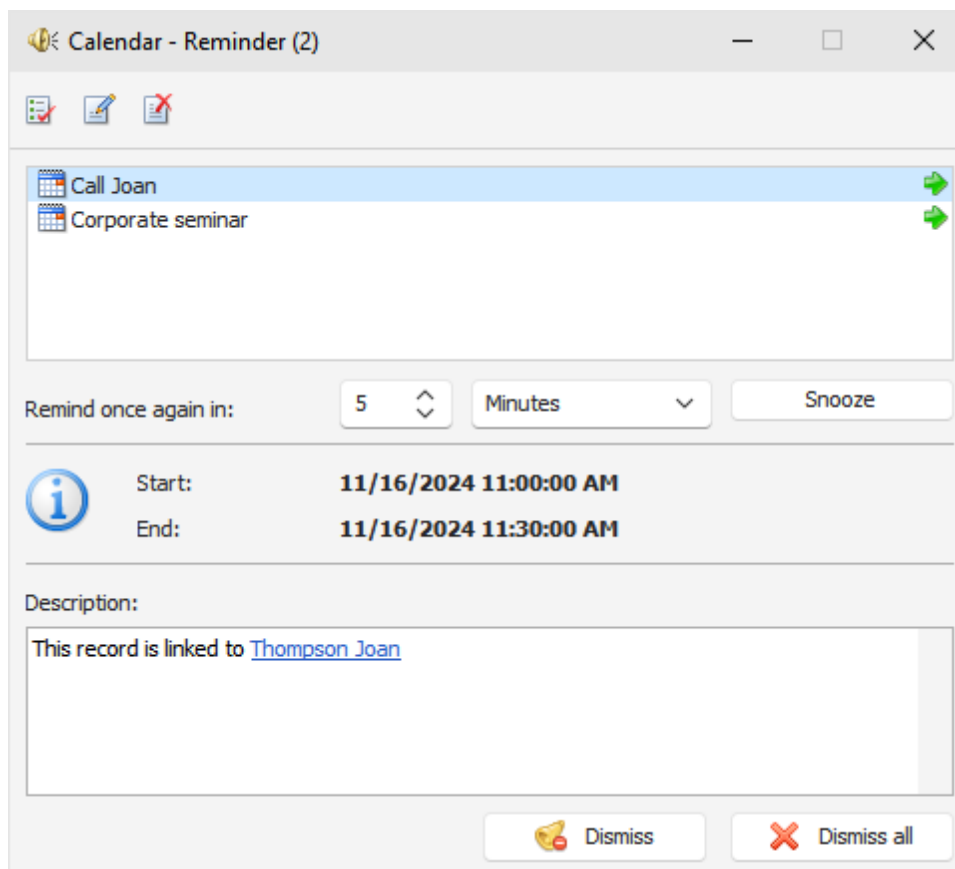 Calendar - Reminder (2)
Call Joan
Corporate seminar
Remind once again in: 5 Minutes Snooze
Start: 11/16/2024 11:00:00 AM
End: 11/16/2024 11:30:00 AM
Description:
This record is linked to Thompson Joan
Dismiss Dismiss all